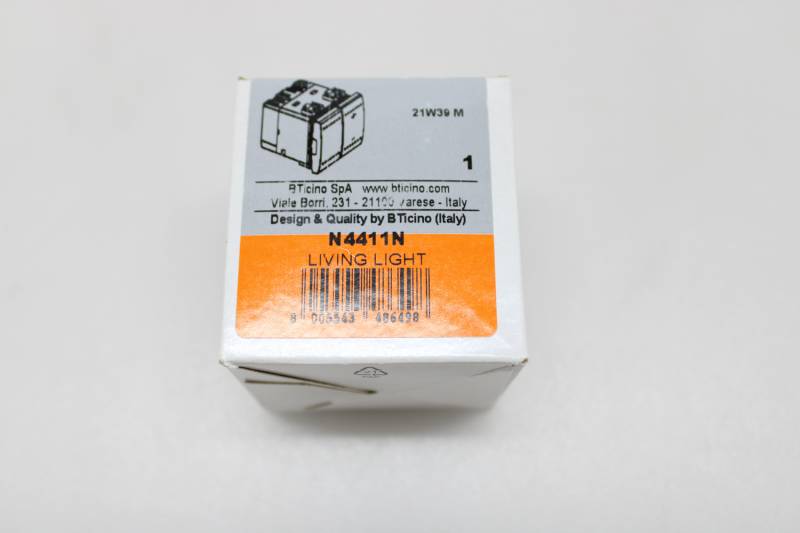 21W39 M
1
BTicino SpA www.bticino.com
Viale Borri, 231 - 21100 Varese - Italy
Design & Quality by BTicino (Italy)
N4411N
LIVING LIGHT
8 005543 486498